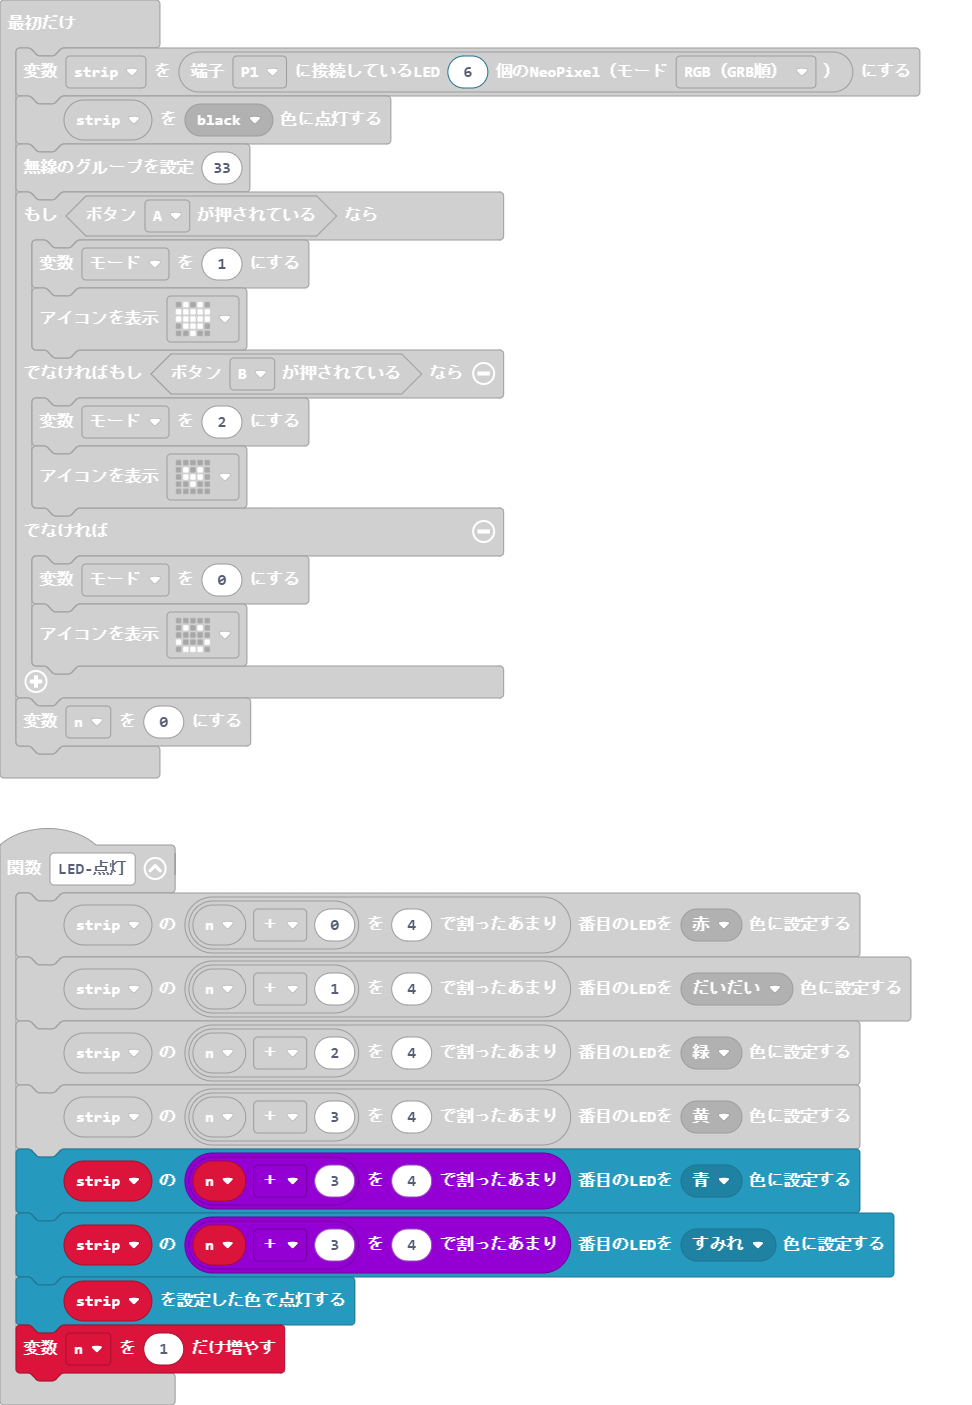 最初だけ
変数 strip を 端子 P1 に接続しているLED 6 個のNeoPixel（モード RGB（GRB順） ） にする
strip を black 色に点灯する
無線のグループを設定 33
もし ボタン A が押されている なら
変数 モード を 1 にする
アイコンを表示
でなければもし ボタン B が押されている なら
変数 モード を 2 にする
アイコンを表示
でなければ
変数 モード を 0 にする
アイコンを表示
変数 n を 0 にする
関数 LED-点灯
strip の n + 0 を 4 で割ったあまり 番目のLEDを 赤 色に設定する
strip の n + 1 を 4 で割ったあまり 番目のLEDを だいだい 色に設定する
strip の n + 2 を 4 で割ったあまり 番目のLEDを 緑 色に設定する
strip の n + 3 を 4 で割ったあまり 番目のLEDを 黄 色に設定する
strip の n + 3 を 4 で割ったあまり 番目のLEDを 青 色に設定する
strip の n + 3 を 4 で割ったあまり 番目のLEDを すみれ 色に設定する
strip を設定した色で点灯する
変数 n を 1 だけ増やす